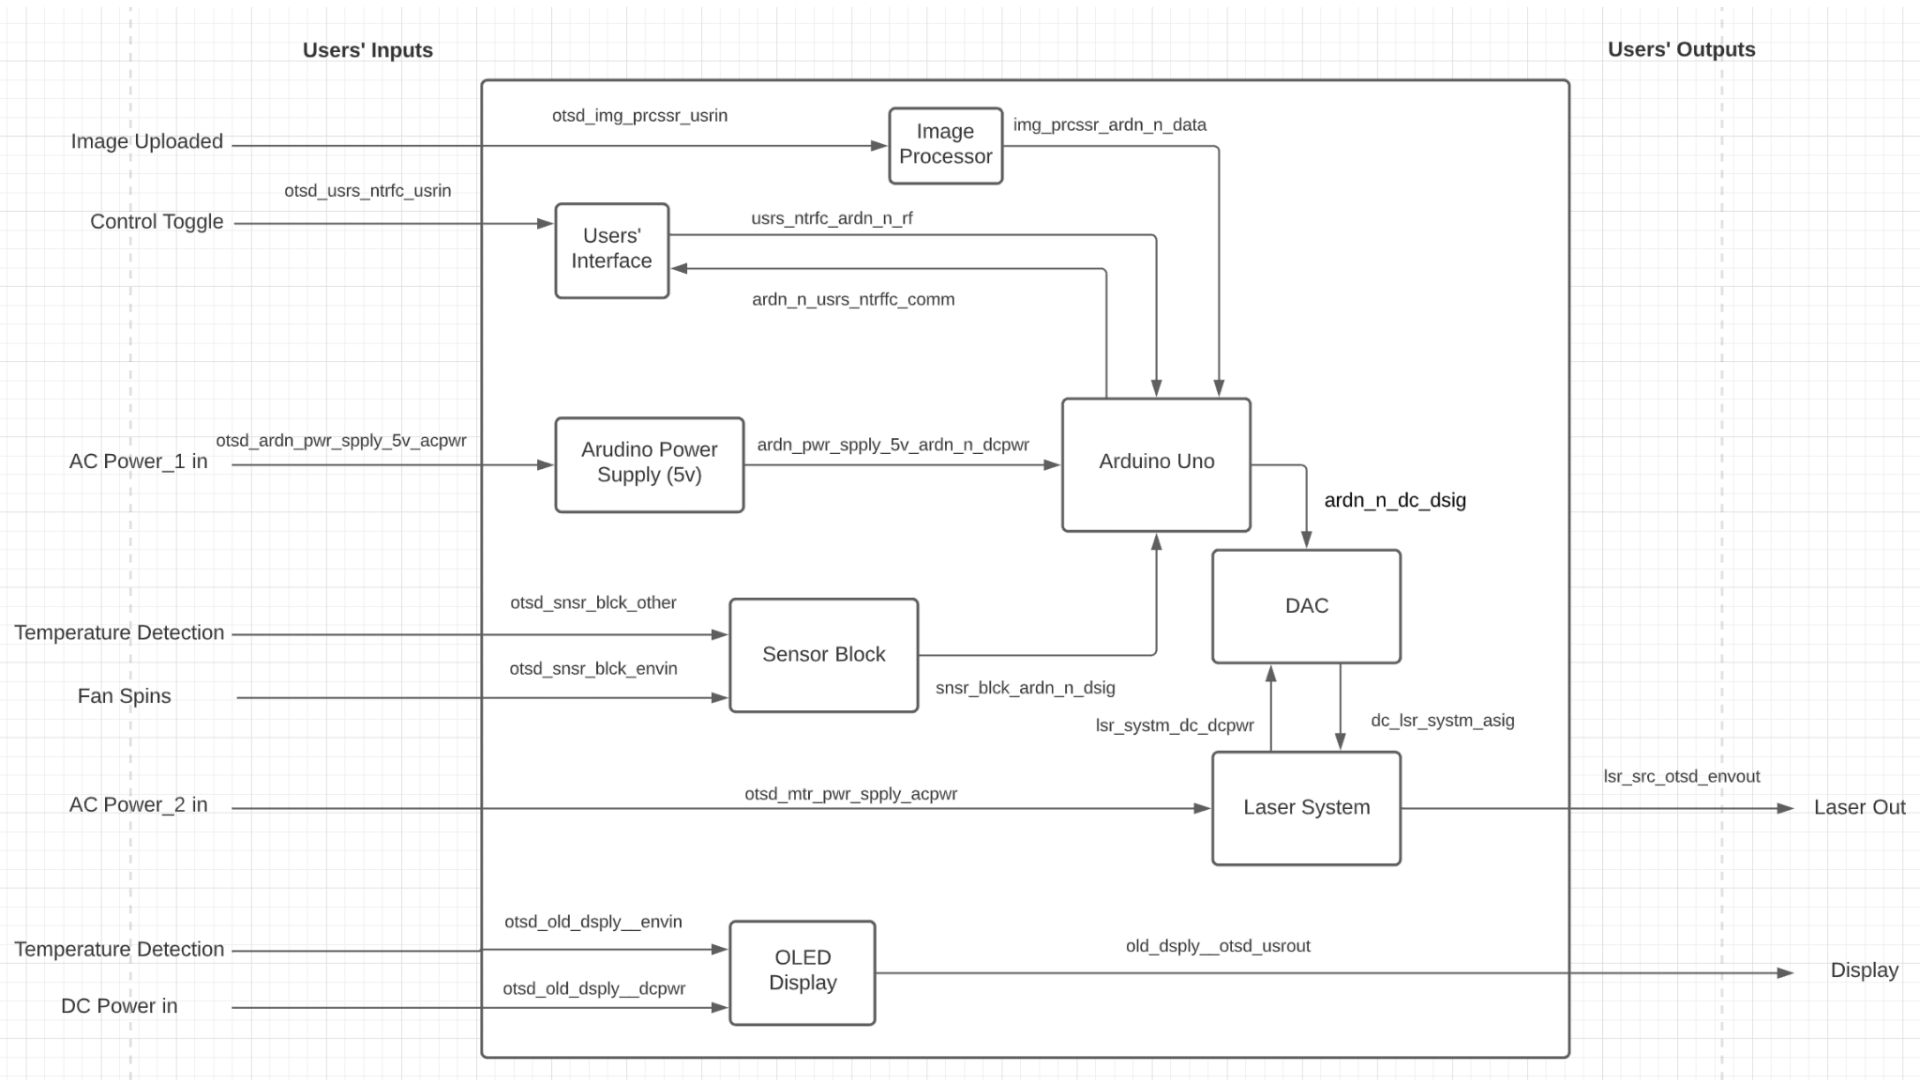 Users' Inputs
Users' Outputs
otsd_img_prcssr_usrin
Image Uploaded
Image
Processor
img_prcssr_ardn_n_data
otsd_usrs_ntrfc_usrin
Control Toggle
Users'
Interface
usrs_ntrfc_ardn_n_rf
ardn_n_usrs_ntrffc_comm
otsd_ardn_pwr_spply_5v_acpwr
AC Power_1 in
Arudino Power
Supply (5v)
ardn_pwr_spply_5v_ardn_n_dcpwr
Arduino Uno
ardn_n_dc_dsig
DAC
otsd_snsr_blck_other
Temperature Detection
Sensor Block
otsd_snsr_blck_envin
Fan Spins
snsr_blck_ardn_n_dsig
lsr_systm_dc_dcpwr
dc_lsr_systm_asig
AC Power_2 in
otsd_mtr_pwr_spply_acpwr
Laser System
lsr_src_otsd_envout
Laser Out
otsd_old_dsply__envin
Temperature Detection
OLED
Display
old_dsply__otsd_usrout
Display
otsd_old_dsply__dcpwr
DC Power in